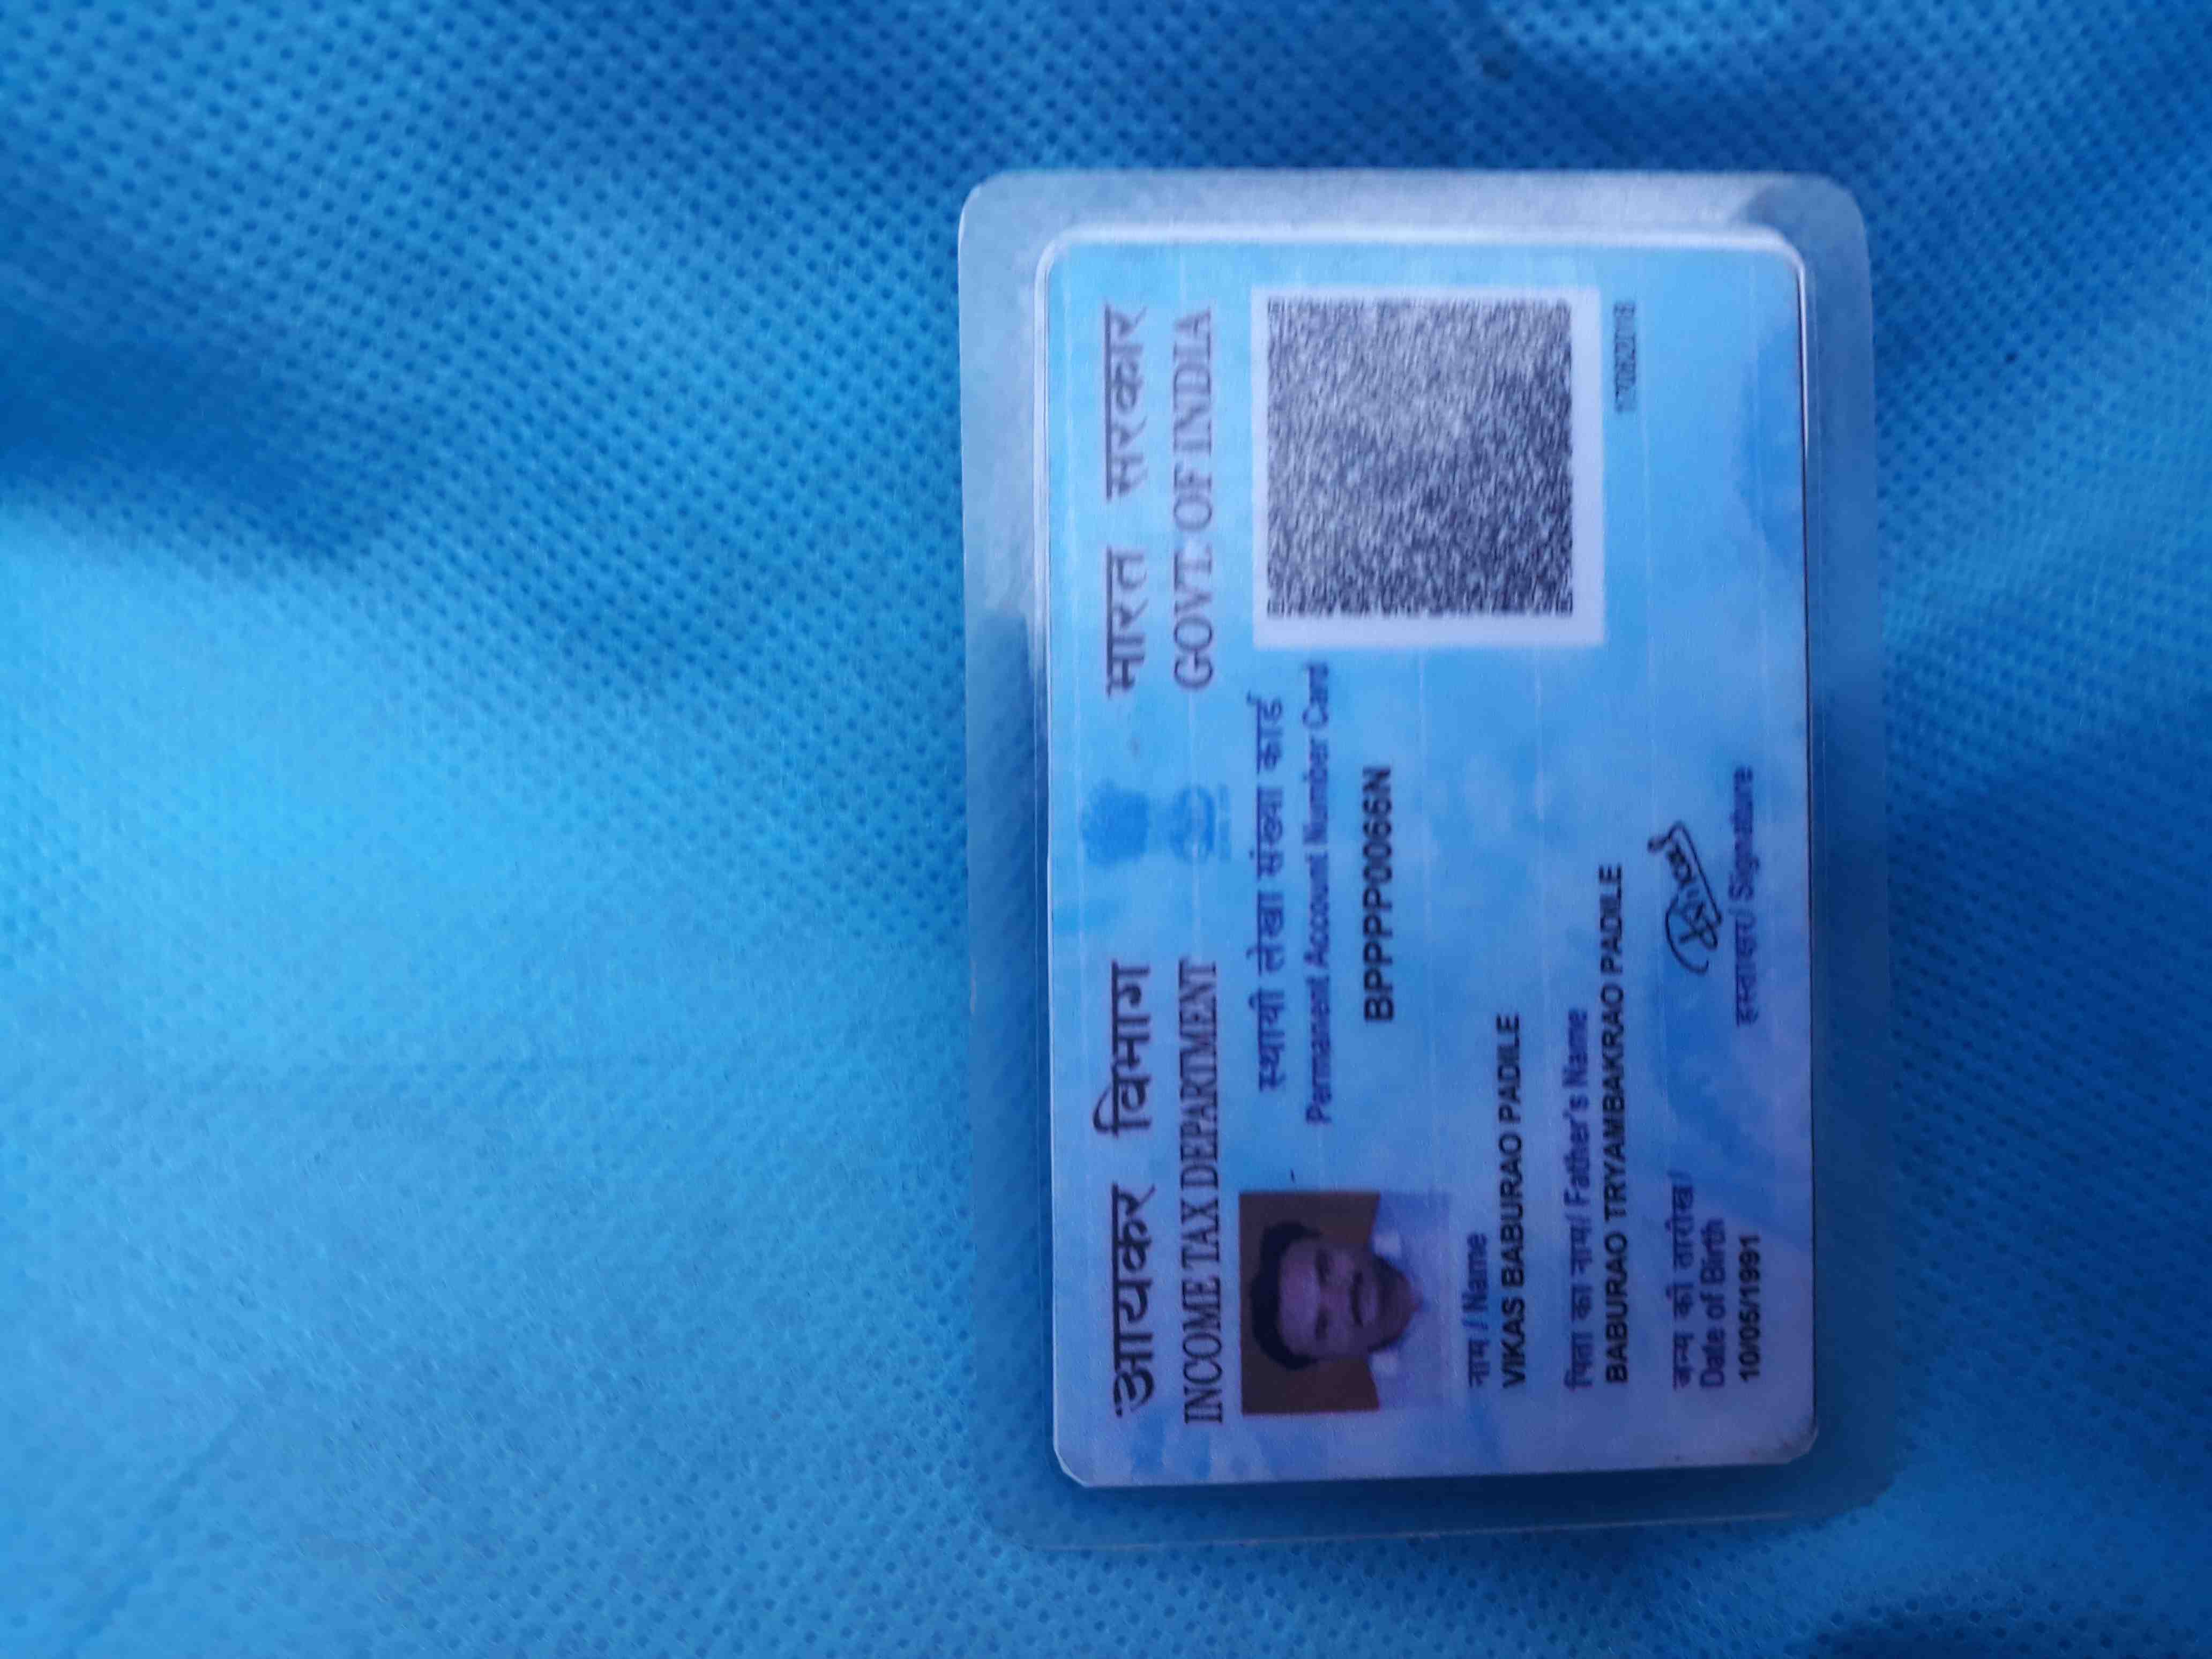 आयकर विभाग
INCOME TAX DEPARTMENT
भारत सरकार
GOVT. OF INDIA
स्थायी लेखा संख्या कार्ड
Permanent Account Number Card
BPPPP0066N
नाम / Name
VIKAS BABURAO PADILE
पिता का नाम/ Father's Name
BABURAO TRYAMBAKRAO PADILE
जन्म की तारीख/
Date of Birth
10/05/1991
हस्ताक्षर/ Signature